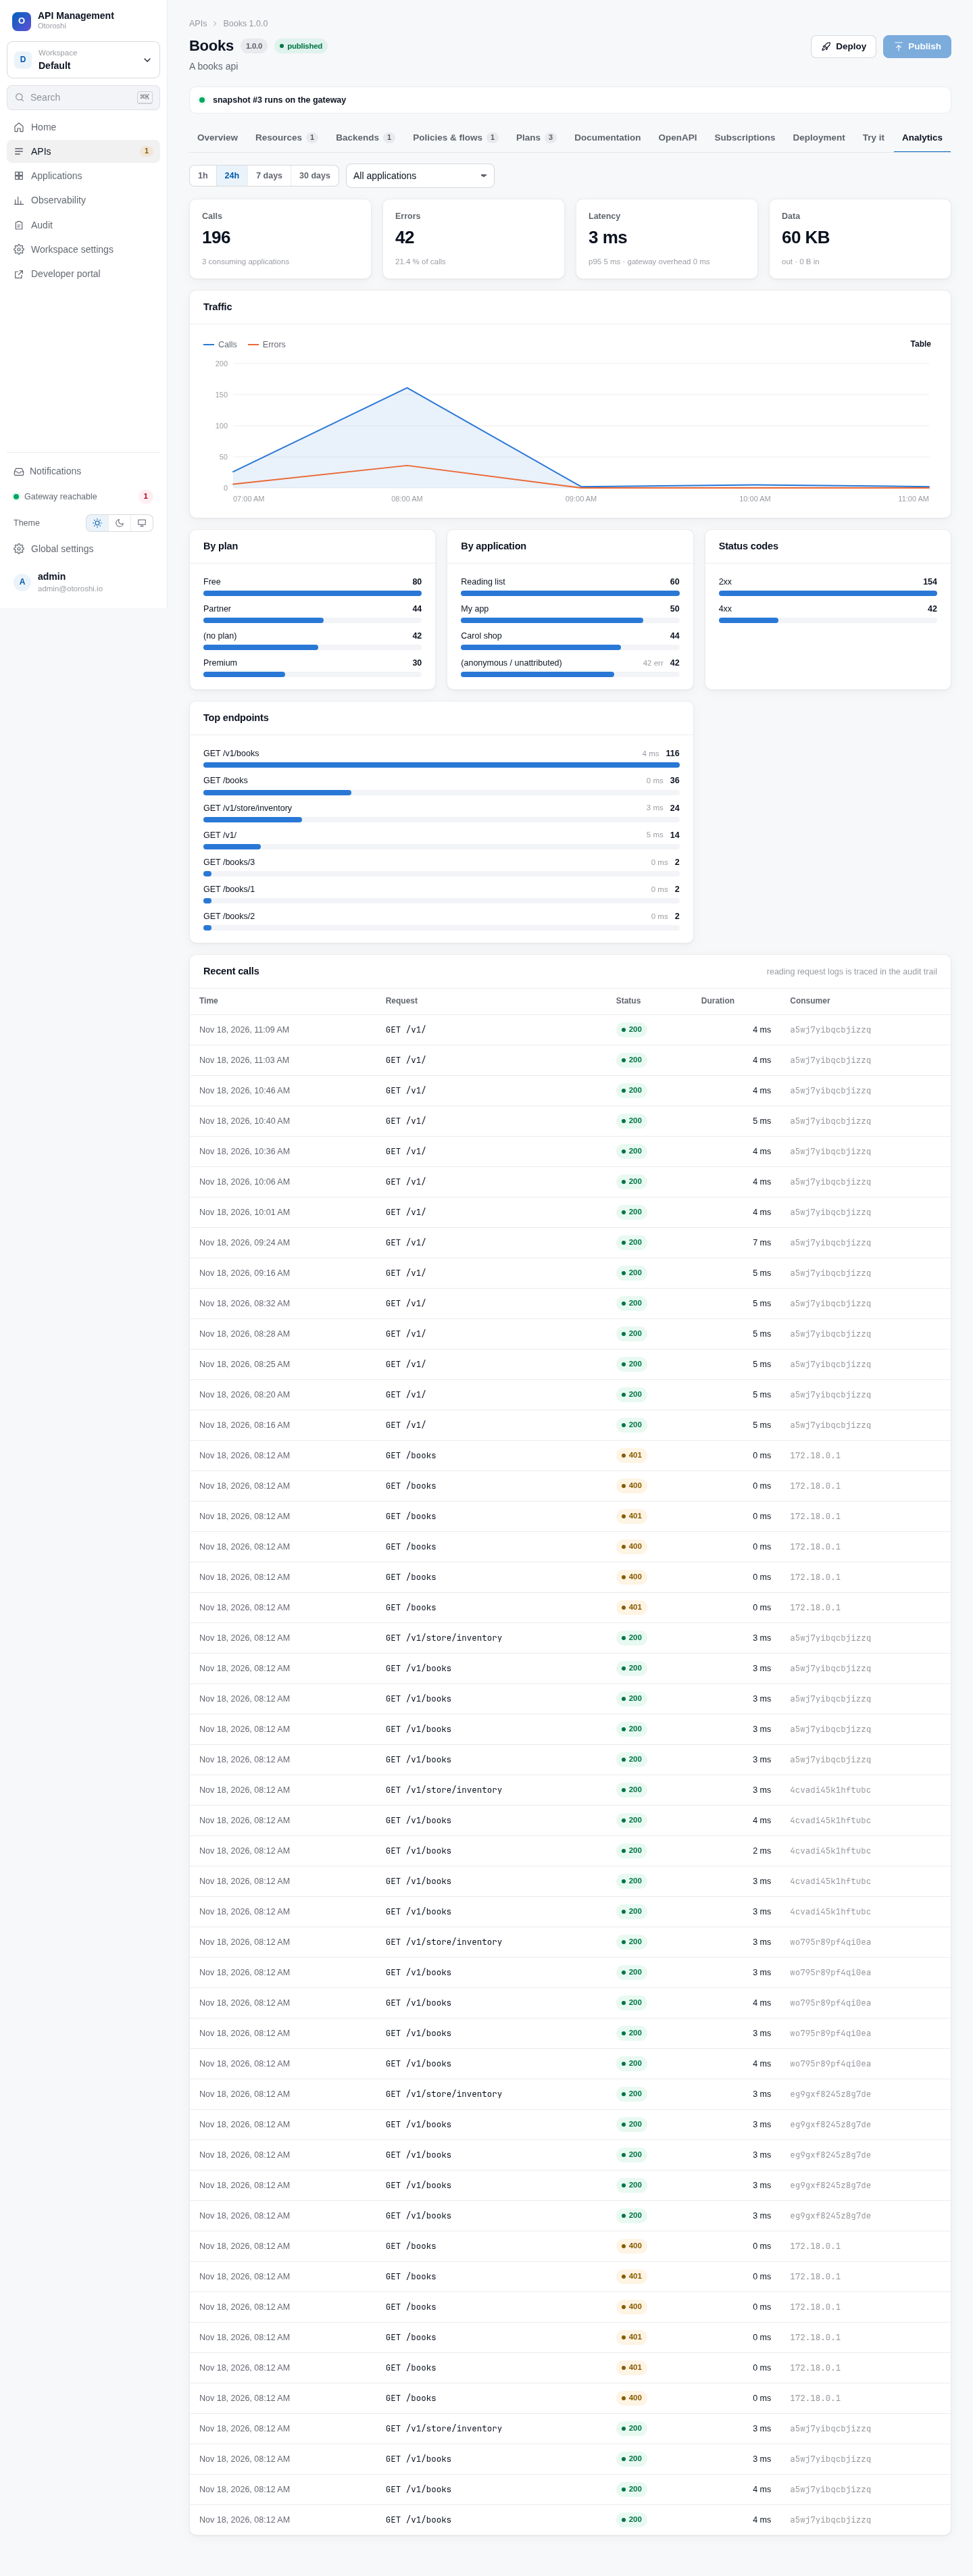 O API Management
Otoroshi
D Workspace
Default
Search ⌘K
Home
APIs 1
Applications
Observability
Audit
Workspace settings
Developer portal
Notifications
Gateway reachable 1
Theme
Global settings
A admin
admin@otoroshi.io
APIs > Books 1.0.0
Books 1.0.0 published Deploy Publish
A books api
snapshot #3 runs on the gateway
Overview Resources 1 Backends 1 Policies & flows 1 Plans 3 Documentation OpenAPI Subscriptions Deployment Try it Analytics
1h 24h 7 days 30 days All applications
Calls Errors Latency Data
196 42 3 ms 60 KB
3 consuming applications 21.4 % of calls p95 5 ms · gateway overhead 0 ms out · 0 B in
Traffic
Calls Errors Table
200
150
100
50
0
07:00 AM 08:00 AM 09:00 AM 10:00 AM 11:00 AM
By plan
Free 80
Partner 44
(no plan) 42
Premium 30
By application
Reading list 60
My app 50
Carol shop 44
(anonymous / unattributed) 42 err 42
Status codes
2xx 154
4xx 42
Top endpoints
GET /v1/books 4 ms 116
GET /books 0 ms 36
GET /v1/store/inventory 3 ms 24
GET /v1/ 5 ms 14
GET /books/3 0 ms 2
GET /books/1 0 ms 2
GET /books/2 0 ms 2
Recent calls reading request logs is traced in the audit trail
Time Request Status Duration Consumer
Nov 18, 2026, 11:09 AM GET /v1/ 200 4 ms a5wj7yibqcbjizzq
Nov 18, 2026, 11:03 AM GET /v1/ 200 4 ms a5wj7yibqcbjizzq
Nov 18, 2026, 10:46 AM GET /v1/ 200 4 ms a5wj7yibqcbjizzq
Nov 18, 2026, 10:41 AM GET /v1/ 200 5 ms a5wj7yibqcbjizzq
Nov 18, 2026, 10:36 AM GET /v1/ 200 4 ms a5wj7yibqcbjizzq
Nov 18, 2026, 10:06 AM GET /v1/ 200 4 ms a5wj7yibqcbjizzq
Nov 18, 2026, 10:01 AM GET /v1/ 200 4 ms a5wj7yibqcbjizzq
Nov 18, 2026, 09:24 AM GET /v1/ 200 7 ms a5wj7yibqcbjizzq
Nov 18, 2026, 09:16 AM GET /v1/ 200 5 ms a5wj7yibqcbjizzq
Nov 18, 2026, 08:32 AM GET /v1/ 200 5 ms a5wj7yibqcbjizzq
Nov 18, 2026, 08:28 AM GET /v1/ 200 5 ms a5wj7yibqcbjizzq
Nov 18, 2026, 08:25 AM GET /v1/ 200 5 ms a5wj7yibqcbjizzq
Nov 18, 2026, 08:20 AM GET /v1/ 200 5 ms a5wj7yibqcbjizzq
Nov 18, 2026, 08:16 AM GET /v1/ 200 5 ms a5wj7yibqcbjizzq
Nov 18, 2026, 08:12 AM GET /books 401 0 ms 172.18.0.1
Nov 18, 2026, 08:12 AM GET /books 400 0 ms 172.18.0.1
Nov 18, 2026, 08:12 AM GET /books 401 0 ms 172.18.0.1
Nov 18, 2026, 08:12 AM GET /books 400 0 ms 172.18.0.1
Nov 18, 2026, 08:12 AM GET /books 400 0 ms 172.18.0.1
Nov 18, 2026, 08:12 AM GET /books 401 0 ms 172.18.0.1
Nov 18, 2026, 08:12 AM GET /v1/store/inventory 200 3 ms a5wj7yibqcbjizzq
Nov 18, 2026, 08:12 AM GET /v1/books 200 3 ms a5wj7yibqcbjizzq
Nov 18, 2026, 08:12 AM GET /v1/books 200 3 ms a5wj7yibqcbjizzq
Nov 18, 2026, 08:12 AM GET /v1/books 200 3 ms a5wj7yibqcbjizzq
Nov 18, 2026, 08:12 AM GET /v1/books 200 3 ms a5wj7yibqcbjizzq
Nov 18, 2026, 08:12 AM GET /v1/store/inventory 200 3 ms 4cvadi45k1hftubc
Nov 18, 2026, 08:12 AM GET /v1/books 200 4 ms 4cvadi45k1hftubc
Nov 18, 2026, 08:12 AM GET /v1/books 200 2 ms 4cvadi45k1hftubc
Nov 18, 2026, 08:12 AM GET /v1/books 200 3 ms 4cvadi45k1hftubc
Nov 18, 2026, 08:12 AM GET /v1/books 200 3 ms 4cvadi45k1hftubc
Nov 18, 2026, 08:12 AM GET /v1/store/inventory 200 3 ms wo795r89pf4qi0ea
Nov 18, 2026, 08:12 AM GET /v1/books 200 3 ms wo795r89pf4qi0ea
Nov 18, 2026, 08:12 AM GET /v1/books 200 4 ms wo795r89pf4qi0ea
Nov 18, 2026, 08:12 AM GET /v1/books 200 3 ms wo795r89pf4qi0ea
Nov 18, 2026, 08:12 AM GET /v1/books 200 4 ms wo795r89pf4qi0ea
Nov 18, 2026, 08:12 AM GET /v1/store/inventory 200 3 ms eg9gxf8245z8g7de
Nov 18, 2026, 08:12 AM GET /v1/books 200 3 ms eg9gxf8245z8g7de
Nov 18, 2026, 08:12 AM GET /v1/books 200 3 ms eg9gxf8245z8g7de
Nov 18, 2026, 08:12 AM GET /v1/books 200 3 ms eg9gxf8245z8g7de
Nov 18, 2026, 08:12 AM GET /v1/books 200 3 ms eg9gxf8245z8g7de
Nov 18, 2026, 08:12 AM GET /books 400 0 ms 172.18.0.1
Nov 18, 2026, 08:12 AM GET /books 401 0 ms 172.18.0.1
Nov 18, 2026, 08:12 AM GET /books 400 0 ms 172.18.0.1
Nov 18, 2026, 08:12 AM GET /books 401 0 ms 172.18.0.1
Nov 18, 2026, 08:12 AM GET /books 401 0 ms 172.18.0.1
Nov 18, 2026, 08:12 AM GET /books 400 0 ms 172.18.0.1
Nov 18, 2026, 08:12 AM GET /v1/store/inventory 200 3 ms a5wj7yibqcbjizzq
Nov 18, 2026, 08:12 AM GET /v1/books 200 3 ms a5wj7yibqcbjizzq
Nov 18, 2026, 08:12 AM GET /v1/books 200 4 ms a5wj7yibqcbjizzq
Nov 18, 2026, 08:12 AM GET /v1/books 200 4 ms a5wj7yibqcbjizzq